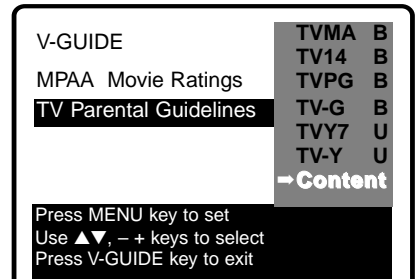 V-GUIDE
MPAA Movie Ratings
TV Parental Guidelines
TVMA B
TV14 B
TVPG B
TV-G B
TVY7 U
TV-Y U
➡Content
Press MENU key to set
Use ▲▼, – + keys to select
Press V-GUIDE key to exit